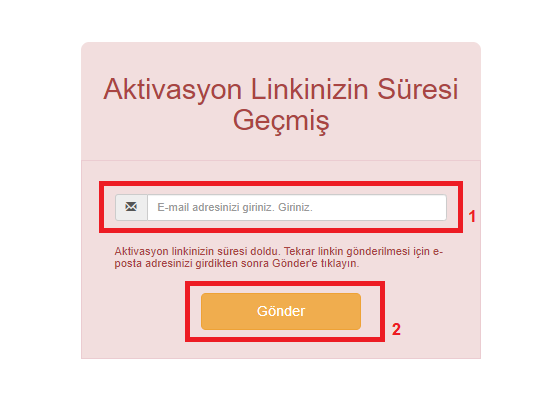 Aktivasyon Linkinizin Süresi
Geçmiş
E-mail adresinizi giriniz. Giriniz.
1
Aktivasyon linkinizin süresi doldu. Tekrar linkin gönderilmesi için e-
posta adresinizi girdikten sonra Gönder'e tıklayın.
Gönder
2